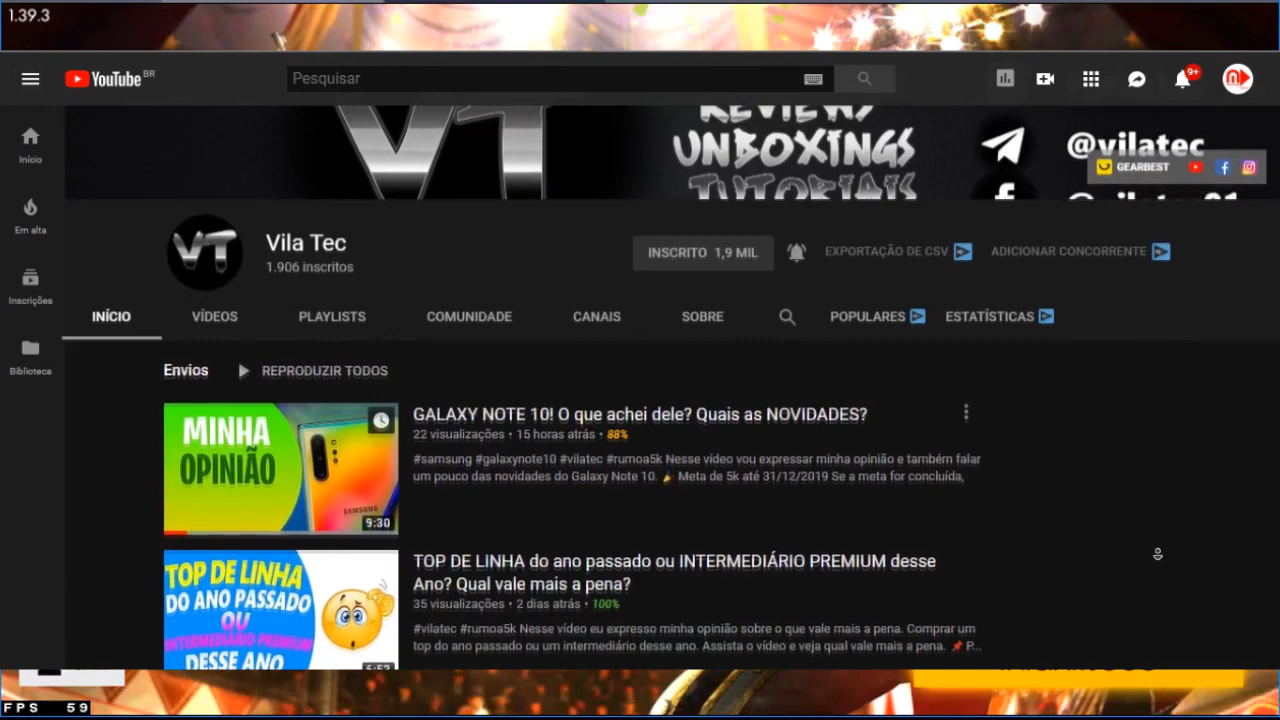 1.39.3
YouTube BR
Pesquisar
9+
REVIEWS
UNBOXINGS
TUTORIAIS
@vilatec
GEARBEST
Início
Em alta
Inscrições
Biblioteca
VT
Vila Tec
1.906 inscritos
INSCRITO 1,9 MIL
EXPORTAÇÃO DE CSV
ADICIONAR CONCORRENTE
INÍCIO
VÍDEOS
PLAYLISTS
COMUNIDADE
CANAIS
SOBRE
POPULARES
ESTATÍSTICAS
Envios
REPRODUZIR TODOS
MINHA
OPINIÃO
SAMSUNG
9:30
GALAXY NOTE 10! O que achei dele? Quais as NOVIDADES?
22 visualizações • 15 horas atrás • 88%
#samsung #galaxynote10 #vilatec #rumoa5k Nesse vídeo vou expressar minha opinião e também falar
um pouco das novidades do Galaxy Note 10. 🎉 Meta de 5k até 31/12/2019 Se a meta for concluída,
TOP DE LINHA
DO ANO PASSADO
OU
INTERMEDIÁRIO PREMIUM
DESSE ANO
6:53
TOP DE LINHA do ano passado ou INTERMEDIÁRIO PREMIUM desse
Ano? Qual vale mais a pena?
35 visualizações • 2 dias atrás • 100%
#vilatec #rumoa5k Nesse vídeo eu expresso minha opinião sobre o que vale mais a pena. Comprar um
top do ano passado ou um intermediário desse ano. Assista o vídeo e veja qual vale mais a pena. 📌 P...
FPS 59